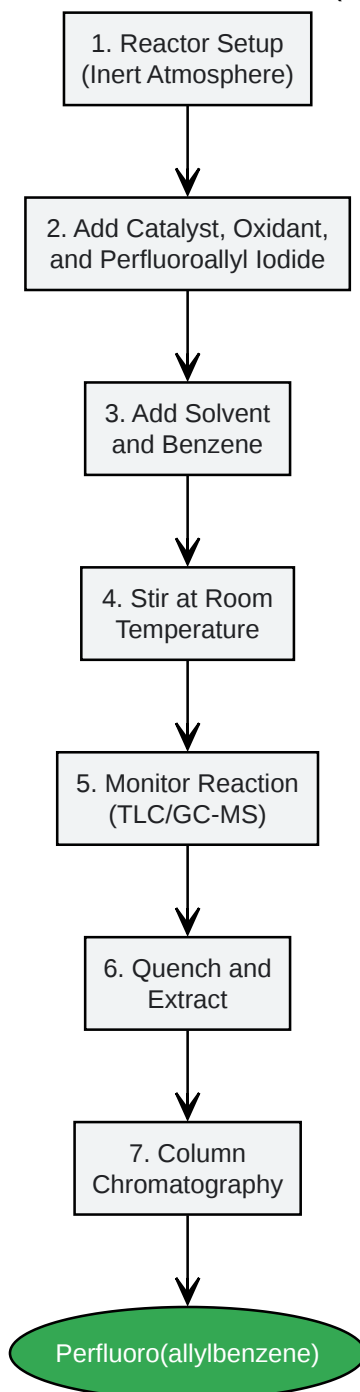 1. Reactor Setup
(Inert Atmosphere)
2. Add Catalyst, Oxidant,
and Perfluoroallyl Iodide
3. Add Solvent
and Benzene
4. Stir at Room
Temperature
5. Monitor Reaction
(TLC/GC-MS)
6. Quench and
Extract
7. Column
Chromatography
Perfluoro(allylbenzene)